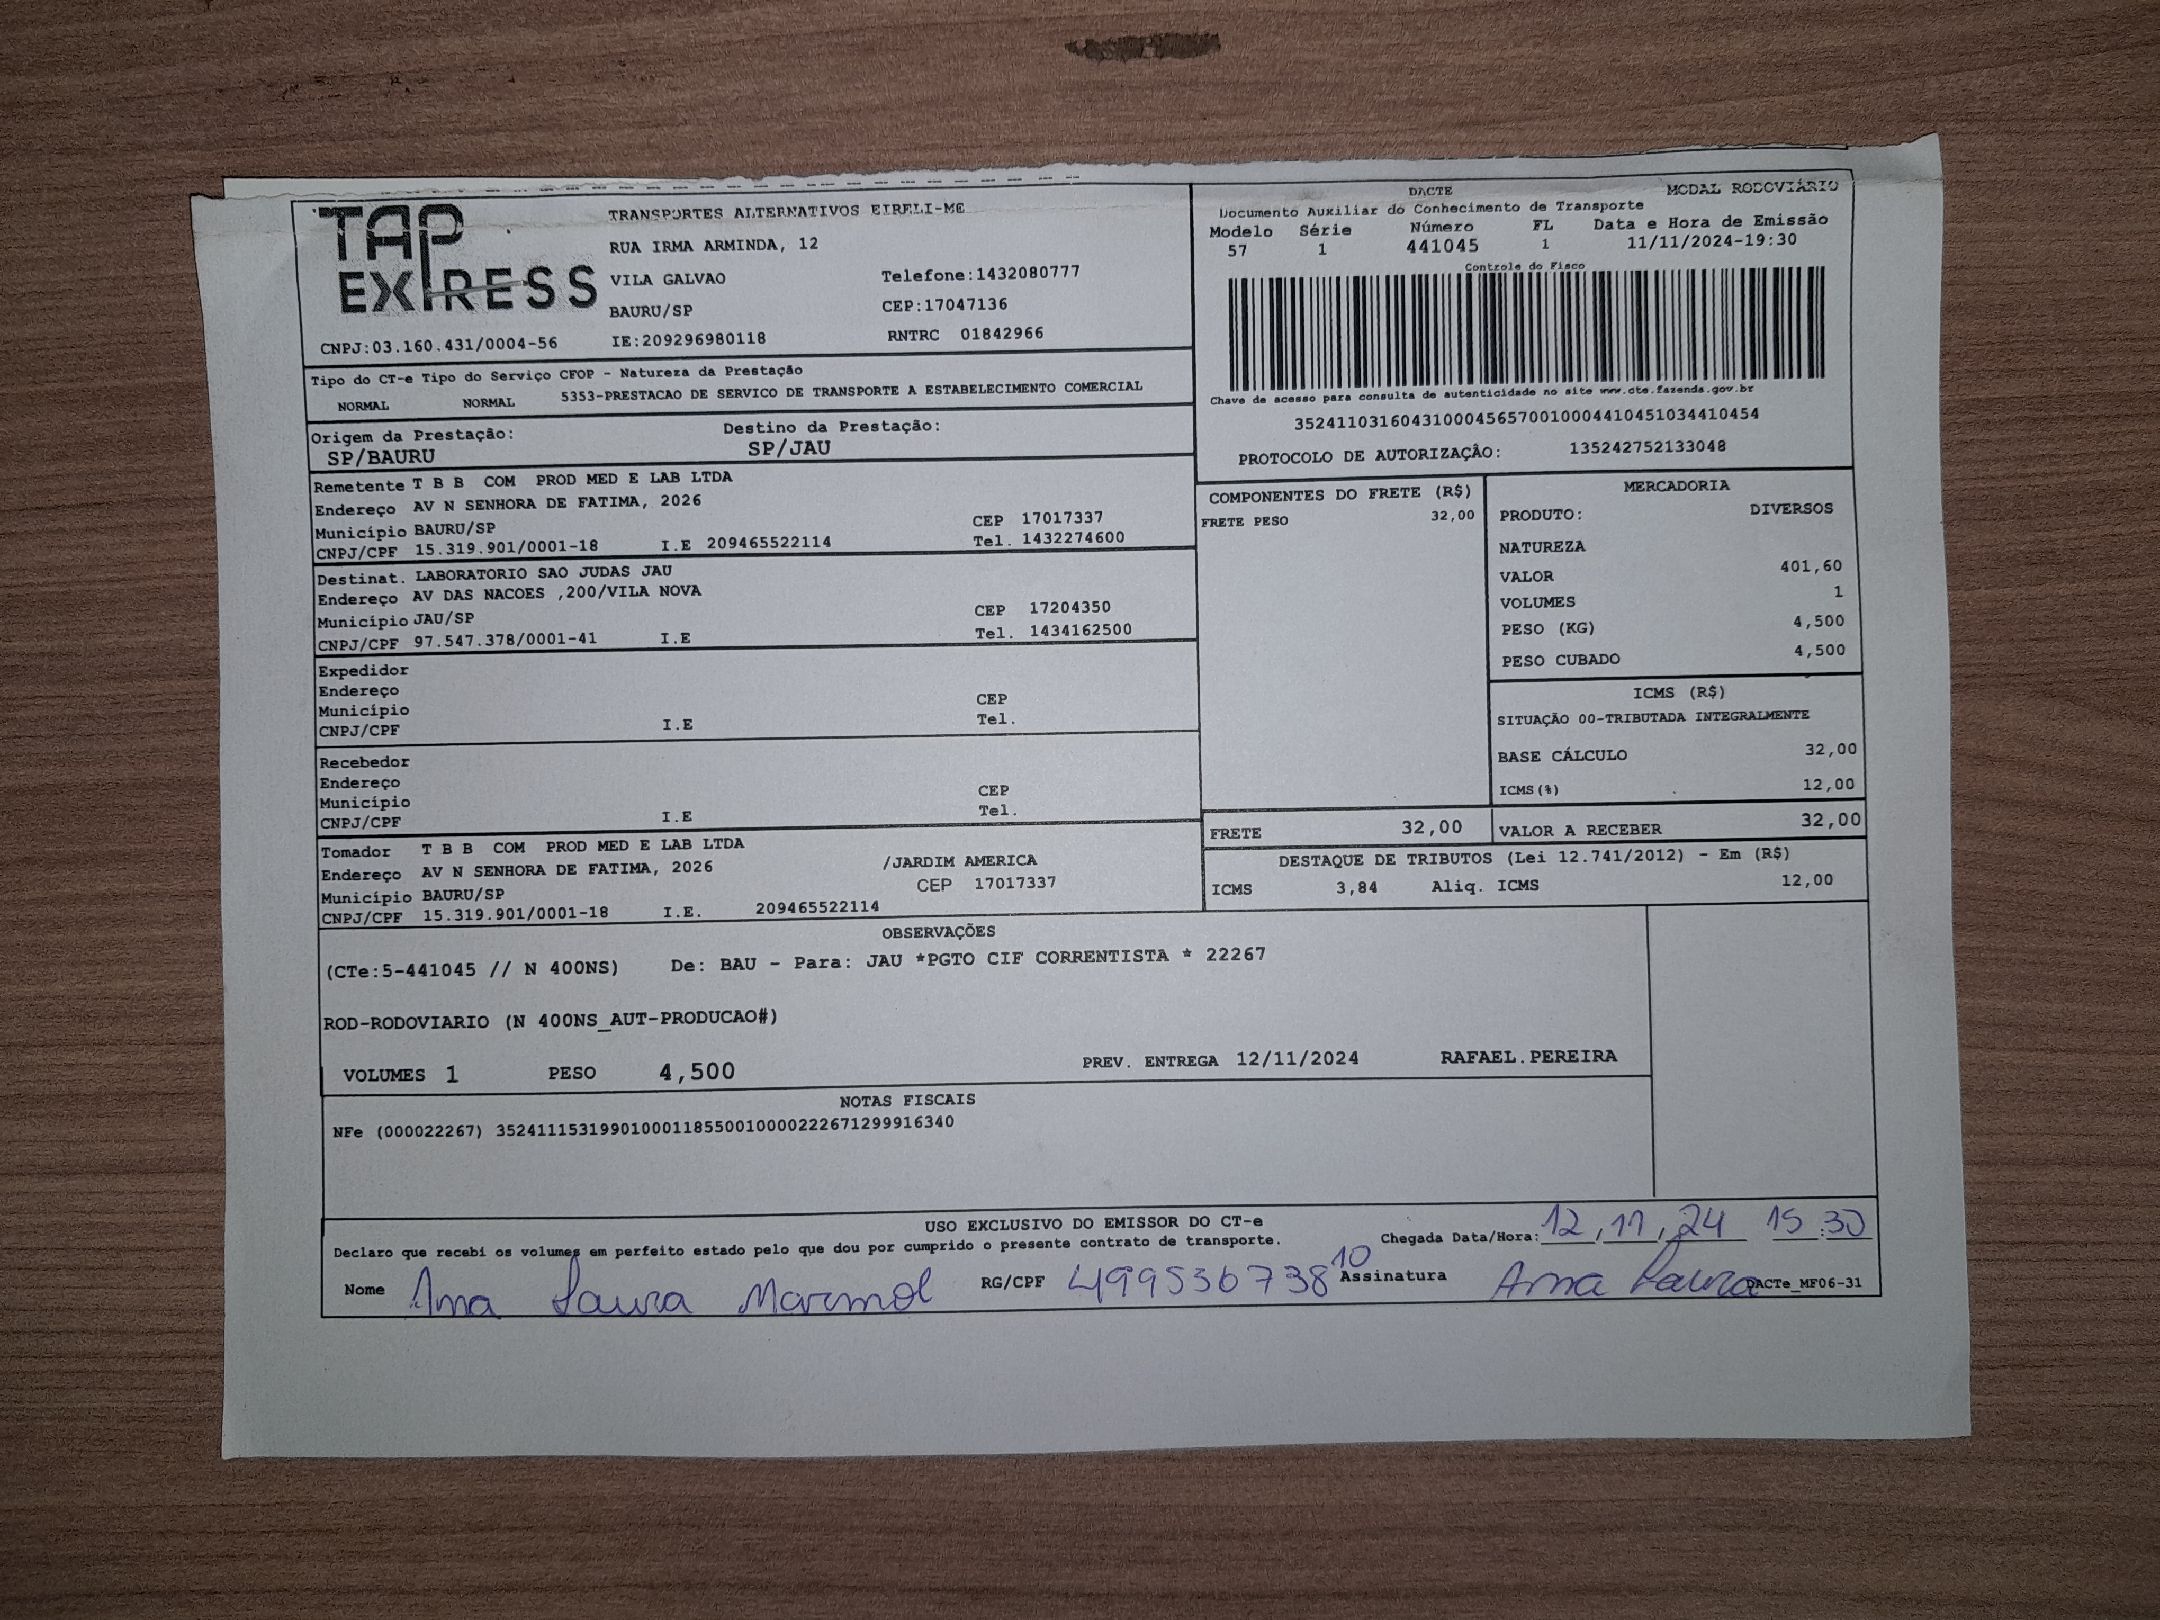 TAP EXPRESS
TRANSPORTES ALTERNATIVOS EIRELI-ME
RUA IRMA ARMINDA, 12
VILA GALVAO Telefone:1432080777
BAURU/SP CEP:17047136
CNPJ:03.160.431/0004-56 IE:209296980118 RNTRC 01842966
DACTE MODAL RODOVIÁRIO
Documento Auxiliar do Conhecimento de Transporte
Modelo Série Número FL Data e Hora de Emissão
57 1 441045 1 11/11/2024-19:30
Controle do Fisco
Chave de acesso para consulta de autenticidade no site www.cte.fazenda.gov.br
35241103160431000456570010004410451034410454
PROTOCOLO DE AUTORIZAÇÂO: 135242752133048
Tipo do CT-e Tipo do Serviço CFOP - Natureza da Prestação
NORMAL NORMAL 5353-PRESTACAO DE SERVICO DE TRANSPORTE A ESTABELECIMENTO COMERCIAL
Origem da Prestação: Destino da Prestação:
SP/BAURU SP/JAU
Remetente T B B COM PROD MED E LAB LTDA
Endereço AV N SENHORA DE FATIMA, 2026
Município BAURU/SP CEP 17017337
CNPJ/CPF 15.319.901/0001-18 I.E 209465522114 Tel. 1432274600
Destinat. LABORATORIO SAO JUDAS JAU
Endereço AV DAS NACOES ,200/VILA NOVA
Município JAU/SP CEP 17204350
CNPJ/CPF 97.547.378/0001-41 I.E Tel. 1434162500
Expedidor
Endereço
Município CEP
CNPJ/CPF I.E Tel.
Recebedor
Endereço
Município CEP
CNPJ/CPF I.E Tel.
Tomador T B B COM PROD MED E LAB LTDA
Endereço AV N SENHORA DE FATIMA, 2026 /JARDIM AMERICA
Município BAURU/SP CEP 17017337
CNPJ/CPF 15.319.901/0001-18 I.E. 209465522114
COMPONENTES DO FRETE (R$)
FRETE PESO 32,00
MERCADORIA
PRODUTO: DIVERSOS
NATUREZA
VALOR 401,60
VOLUMES 1
PESO (KG) 4,500
PESO CUBADO 4,500
ICMS (R$)
SITUAÇÃO 00-TRIBUTADA INTEGRALMENTE
BASE CÁLCULO 32,00
ICMS(%) 12,00
FRETE 32,00 VALOR A RECEBER 32,00
DESTAQUE DE TRIBUTOS (Lei 12.741/2012) - Em (R$)
ICMS 3,84 Aliq. ICMS 12,00
OBSERVAÇÕES
(CTe:5-441045 // N 400NS) De: BAU - Para: JAU *PGTO CIF CORRENTISTA * 22267
ROD-RODOVIARIO (N 400NS_AUT-PRODUCAO#)
VOLUMES 1 PESO 4,500 PREV. ENTREGA 12/11/2024 RAFAEL.PEREIRA
NOTAS FISCAIS
NFe (000022267) 35241115319901000118550010000222671299916340
USO EXCLUSIVO DO EMISSOR DO CT-e
Declaro que recebi os volumes em perfeito estado pelo que dou por cumprido o presente contrato de transporte. Chegada Data/Hora: 12,11,24 15:30
Nome Ana Laura Marmol RG/CPF 49953673810 Assinatura Ana Laura DACTe_MF06-31